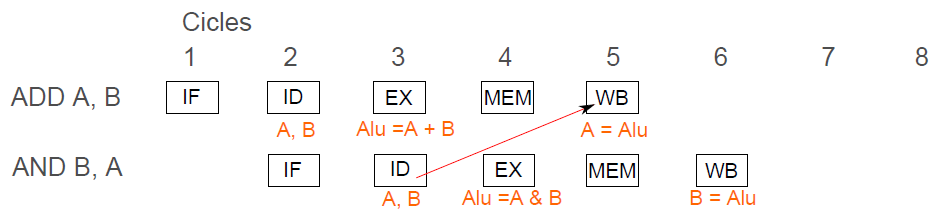 Cicles
1 2 3 4 5 6 7 8
ADD A, B IF ID EX MEM WB
A, B Alu =A + B A = Alu
AND B, A IF ID EX MEM WB
A, B Alu =A & B B = Alu